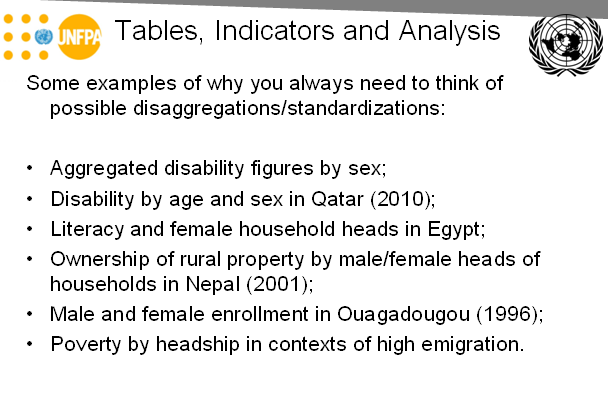 UNFPA
Tables, Indicators and Analysis
Some examples of why you always need to think of
possible disaggregations/standardizations:
• Aggregated disability figures by sex;
• Disability by age and sex in Qatar (2010);
• Literacy and female household heads in Egypt;
• Ownership of rural property by male/female heads of
households in Nepal (2001);
• Male and female enrollment in Ouagadougou (1996);
• Poverty by headship in contexts of high emigration.